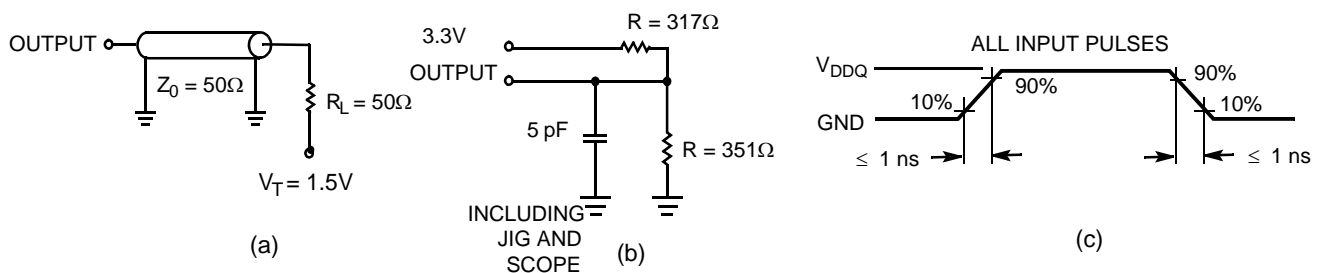 OUTPUT
Z0 = 50Ω
RL = 50Ω
VT = 1.5V
(a)
R = 317Ω
3.3V
OUTPUT
5 pF
R = 351Ω
INCLUDING
JIG AND
SCOPE
(b)
ALL INPUT PULSES
VDDQ
90%
90%
10%
10%
GND
≤ 1 ns
≤ 1 ns
(c)